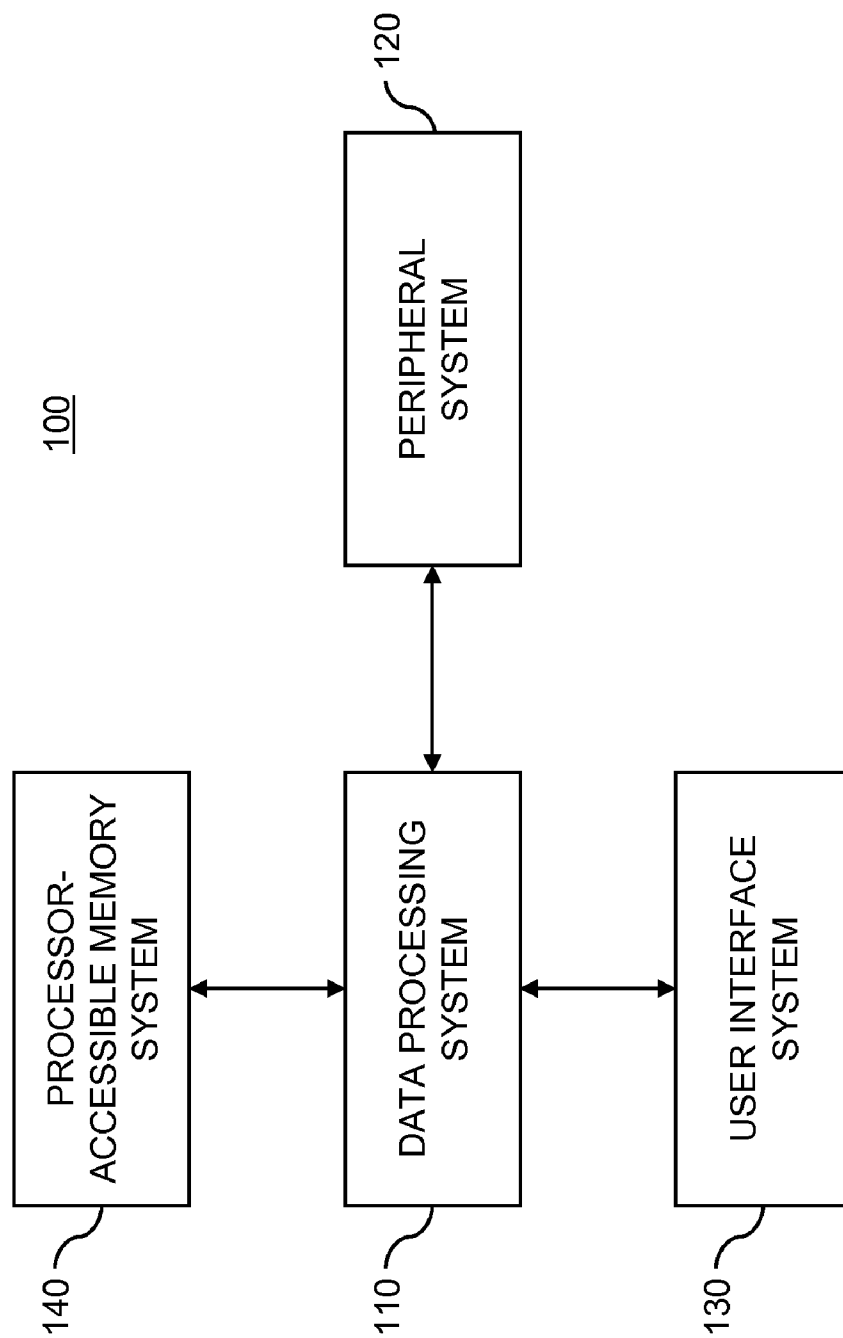 100
PROCESSOR-
ACCESSIBLE MEMORY
SYSTEM
140
DATA PROCESSING
SYSTEM
110
PERIPHERAL
SYSTEM
120
USER INTERFACE
SYSTEM
130